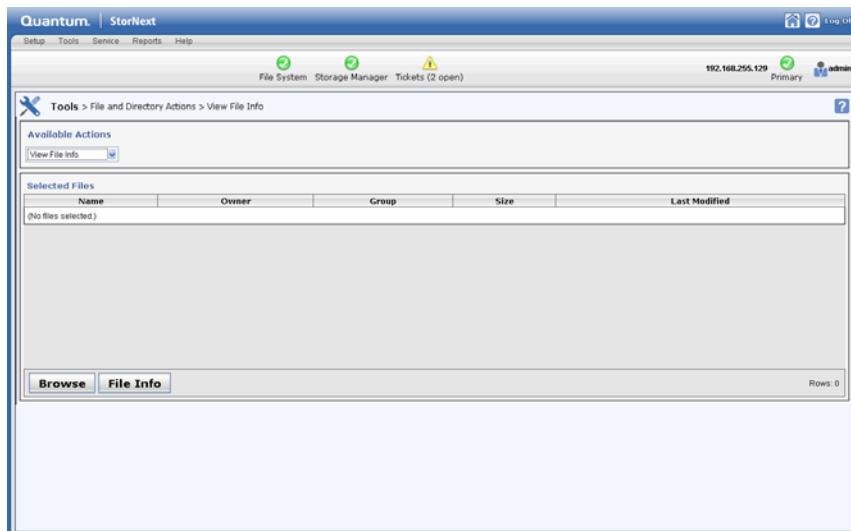 Quantum. StorNext
Log Of
Setup Tools Service Reports Help
File System Storage Manager Tickets (2 open) 192.168.255.129 Primary admin
Tools > File and Directory Actions > View File Info
Available Actions
View File Info
Selected Files
Name Owner Group Size Last Modified
(No files selected.)
Browse File Info Rows: 0